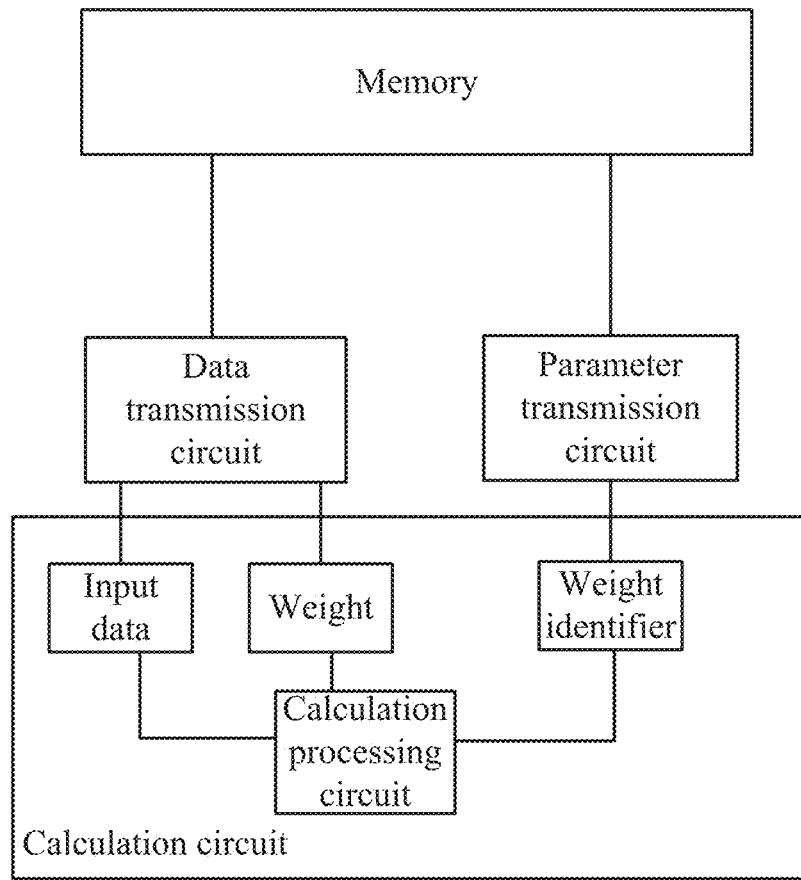 Memory
Data
transmission
circuit
Parameter
transmission
circuit
Input
data
Weight
Weight
identifier
Calculation
processing
circuit
Calculation circuit